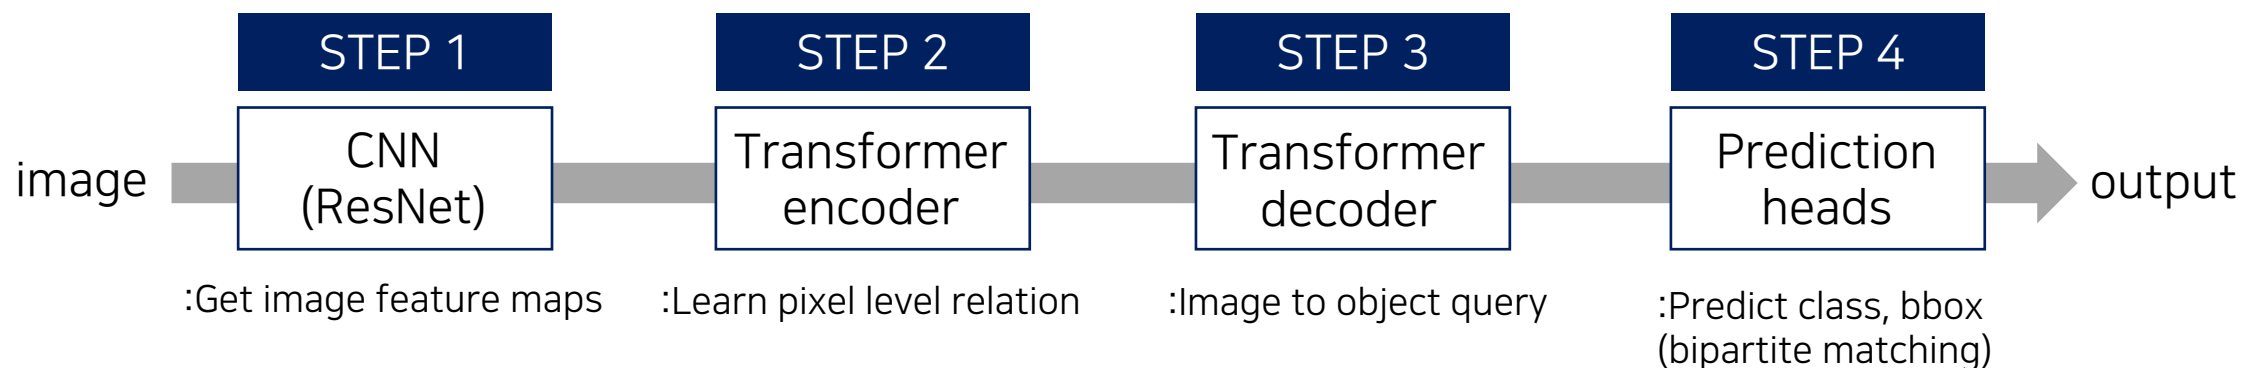 image
STEP 1
CNN
(ResNet)
:Get image feature maps
STEP 2
Transformer
encoder
:Learn pixel level relation
STEP 3
Transformer
decoder
:Image to object query
STEP 4
Prediction
heads
:Predict class, bbox
(bipartite matching)
output